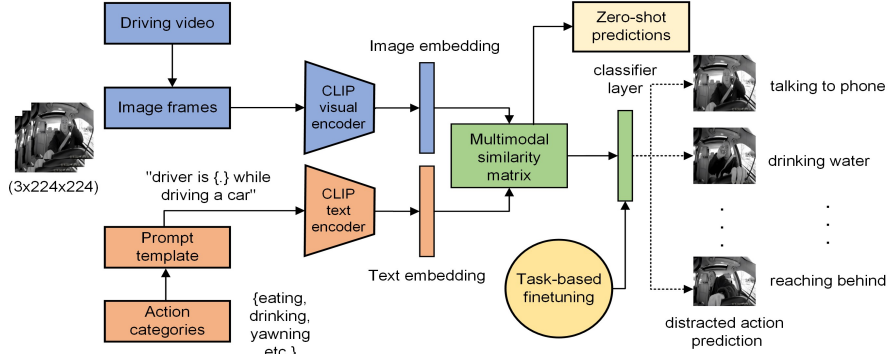 Driving video
Image frames
(3x224x224)
"driver is {.} while
driving a car"
Prompt
template
Action
categories
{eating,
drinking,
yawning
etc.}
CLIP
visual
encoder
CLIP
text
encoder
Image embedding
Text embedding
Multimodal
similarity
matrix
Zero-shot
predictions
classifier
layer
Task-based
finetuning
talking to phone
drinking water
reaching behind
distracted action
prediction